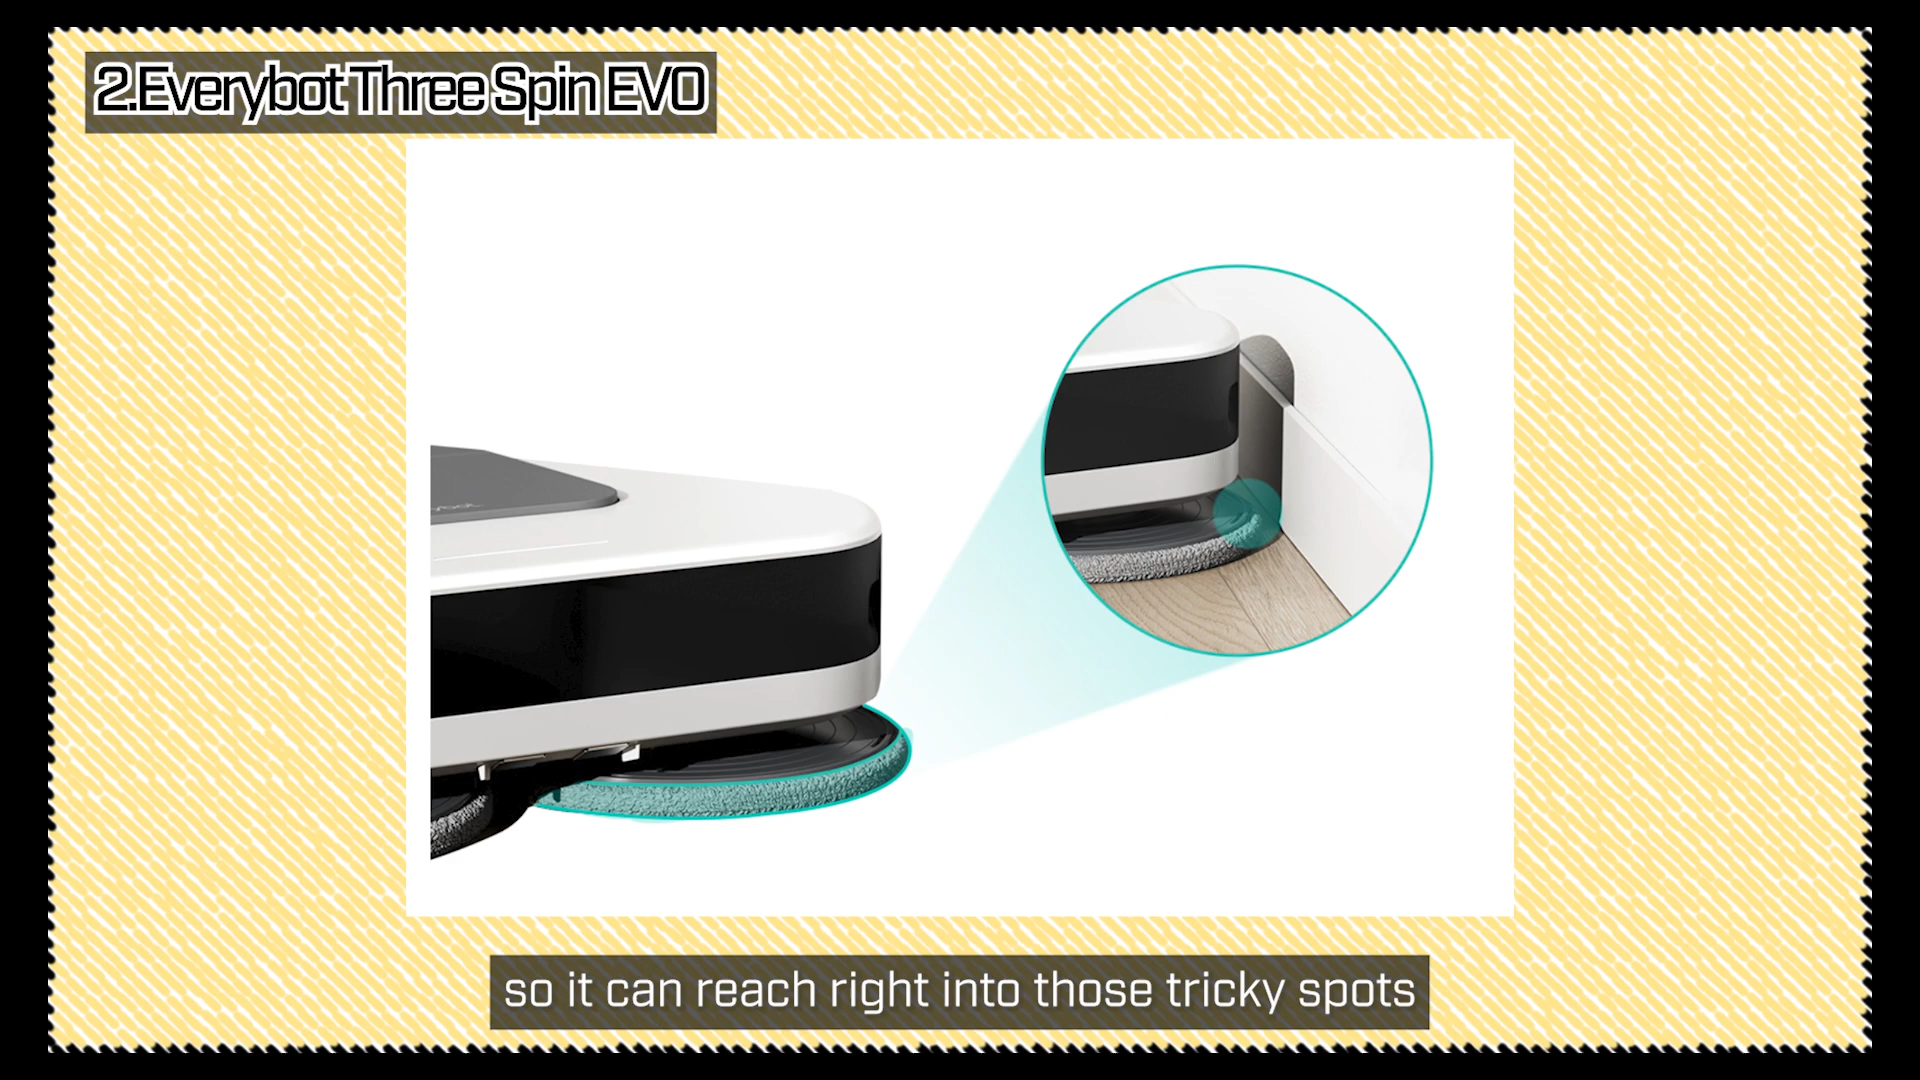 2.Everybot Three Spin EVO
so it can reach right into those tricky spots